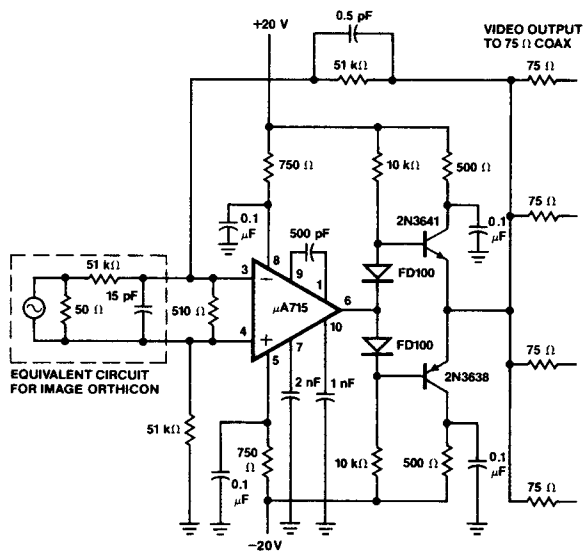 0.5 pF
+20 V
VIDEO OUTPUT
TO 75 Ω COAX
51 kΩ
75 Ω
750 Ω
10 kΩ
500 Ω
0.1
μF
500 pF
2N3641
0.1
μF
75 Ω
51 kΩ
15 pF
50 Ω
510 Ω
3
8
9
1
FD100
μA715
6
4
10
5
7
FD100
EQUIVALENT CIRCUIT
FOR IMAGE ORTHICON
2 nF
1 nF
2N3638
75 Ω
51 kΩ
750 Ω
0.1
μF
10 kΩ
500 Ω
0.1
μF
75 Ω
−20V